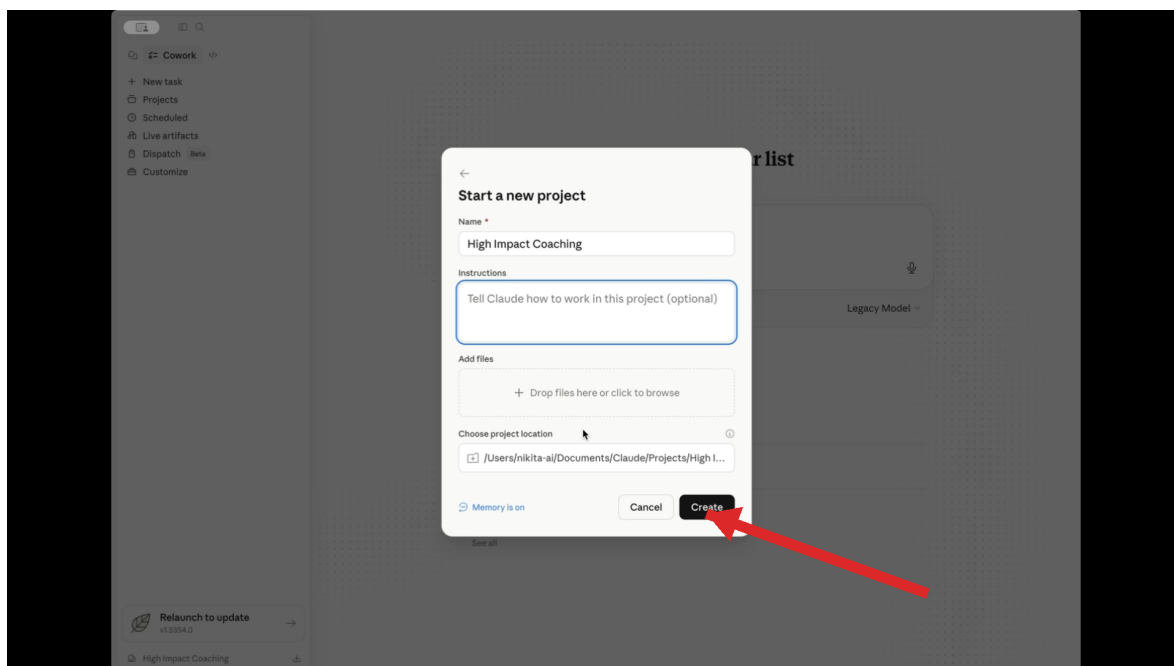 Cowork
New task
Projects
Scheduled
Live artifacts
Dispatch Beta
Customize
r list
Start a new project
Name *
High Impact Coaching
Instructions
Tell Claude how to work in this project (optional)
Legacy Model
Add files
Drop files here or click to browse
Choose project location
/Users/nikita-ai/Documents/Claude/Projects/High I...
Memory is on
Cancel
Create
See all
Relaunch to update
v1.5354.0
High Impact Coaching